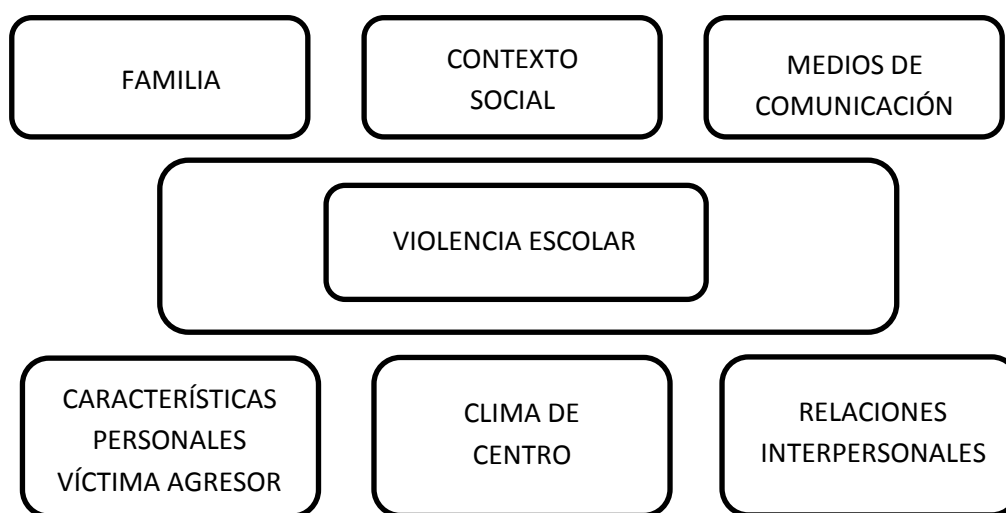 FAMILIA
CONTEXTO
SOCIAL
MEDIOS DE
COMUNICACIÓN
VIOLENCIA ESCOLAR
CARACTERÍSTICAS
PERSONALES
VÍCTIMA AGRESOR
CLIMA DE
CENTRO
RELACIONES
INTERPERSONALES